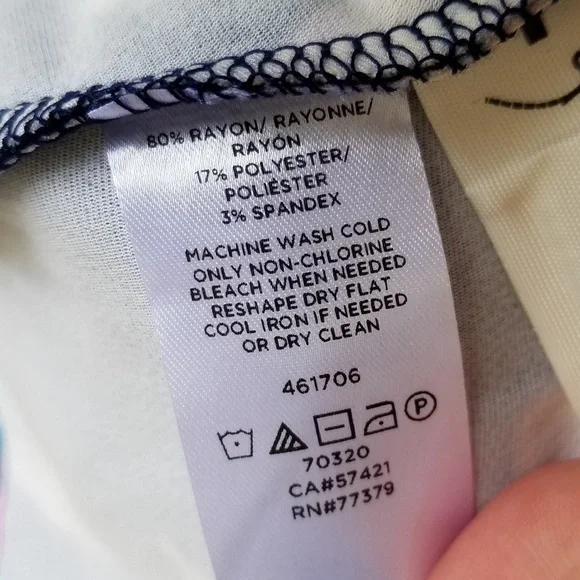 80% RAYON/ RAYONNE/
RAYÓN
17% POLYESTER/
POLIÉSTER
3% SPANDEX
MACHINE WASH COLD
ONLY NON-CHLORINE
BLEACH WHEN NEEDED
RESHAPE DRY FLAT
COOL IRON IF NEEDED
OR DRY CLEAN
461706
P
70320
CA#57421
RN#77379